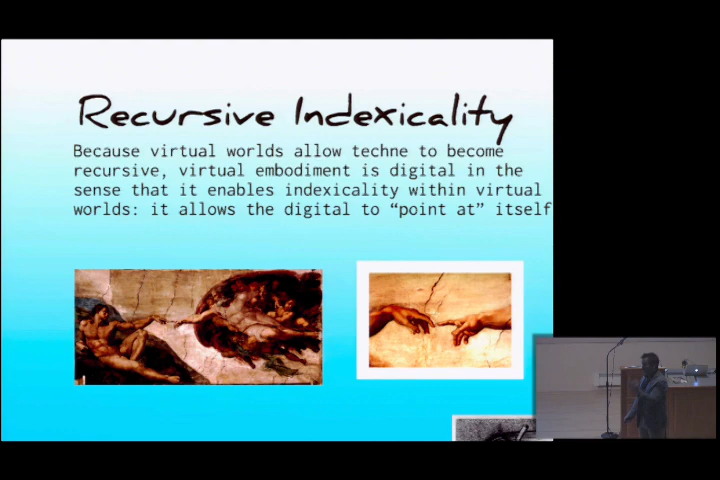 Recursive Indexicality
Because virtual worlds allow techne to become
recursive, virtual embodiment is digital in the
sense that it enables indexicality within virtual
worlds: it allows the digital to “point at” itself